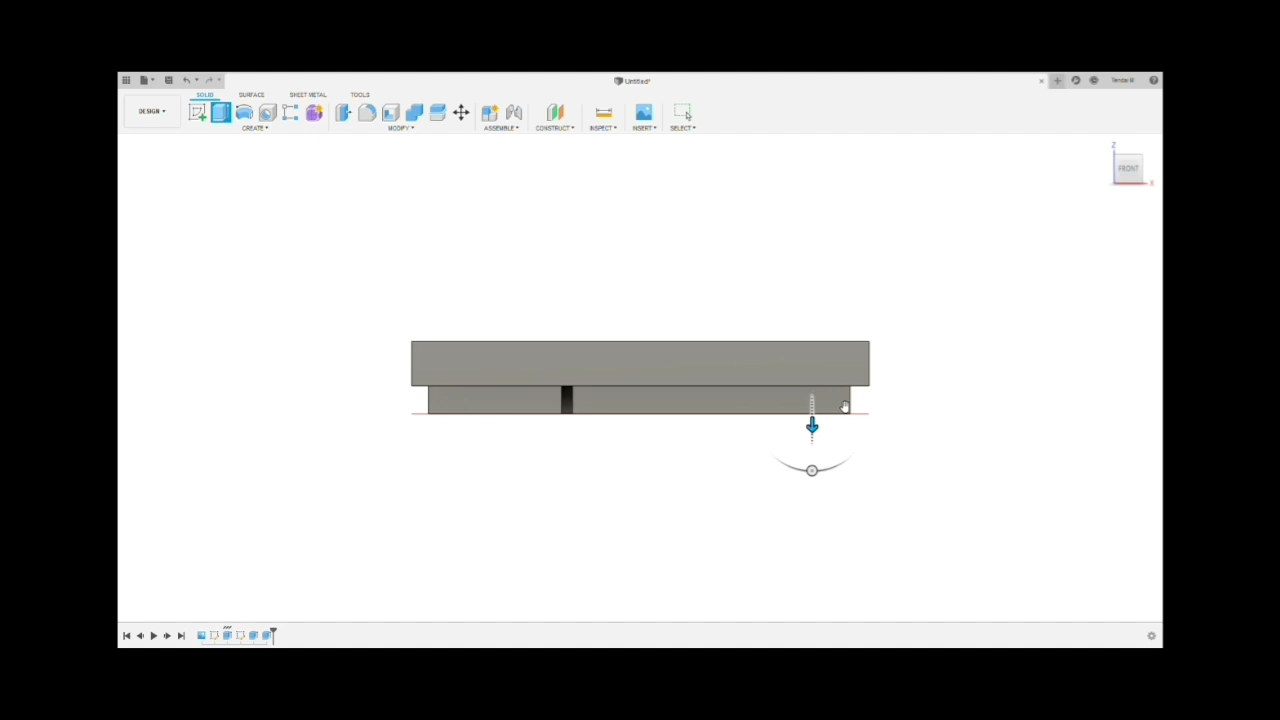 Untitled*
SOLID SURFACE SHEET METAL TOOLS
DESIGN
CREATE MODIFY ASSEMBLE CONSTRUCT INSPECT INSERT SELECT
Z
FRONT
X